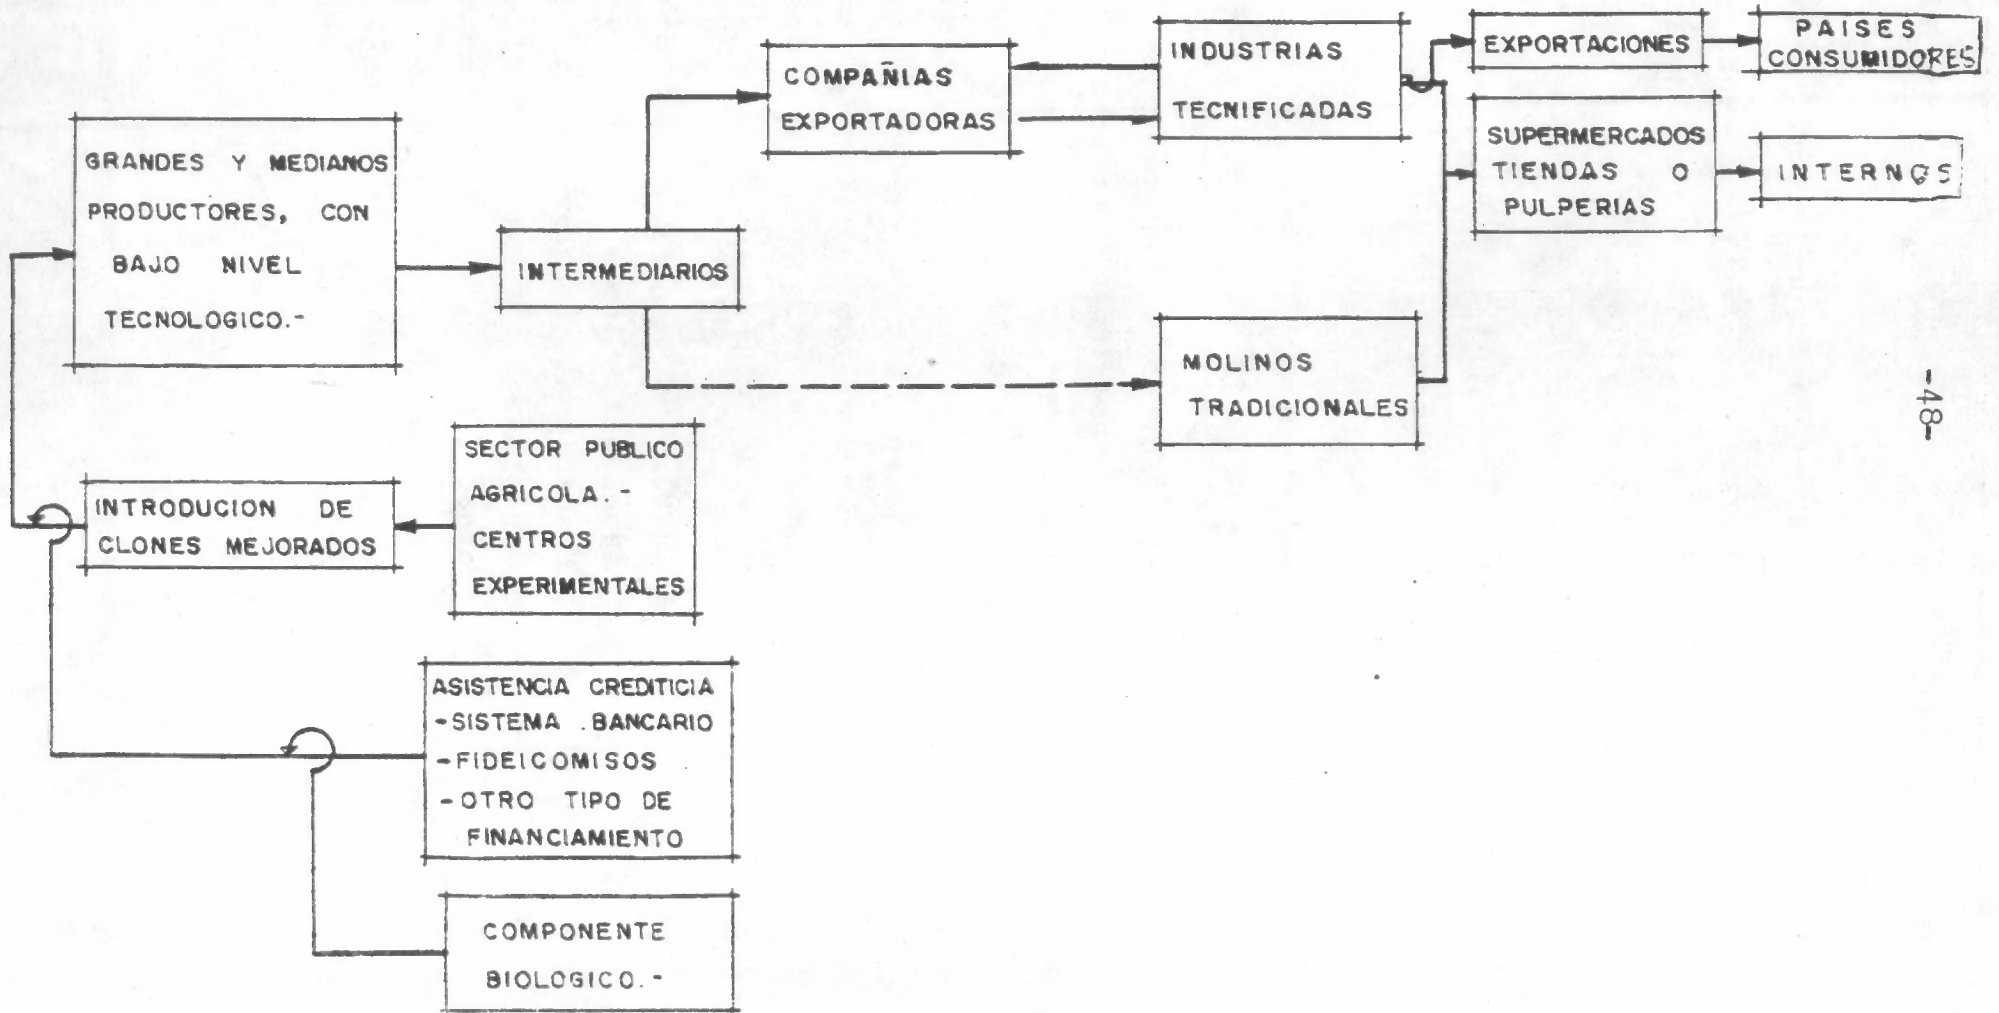 GRANDES Y MEDIANOS
PRODUCTORES, CON
BAJO NIVEL
TECNOLOGICO.-
INTERMEDIARIOS
COMPAÑIAS
EXPORTADORAS
INDUSTRIAS
TECNIFICADAS
EXPORTACIONES
PAISES
CONSUMIDORES
SUPERMERCADOS
TIENDAS O
PULPERIAS
INTERNOS
MOLINOS
TRADICIONALES
-48-
INTRODUCION DE
CLONES MEJORADOS
SECTOR PUBLICO
AGRICOLA.-
CENTROS
EXPERIMENTALES
ASISTENCIA CREDITICIA
-SISTEMA .BANCARIO
-FIDEICOMISOS
-OTRO TIPO DE
FINANCIAMIENTO
COMPONENTE
BIOLOGICO.-